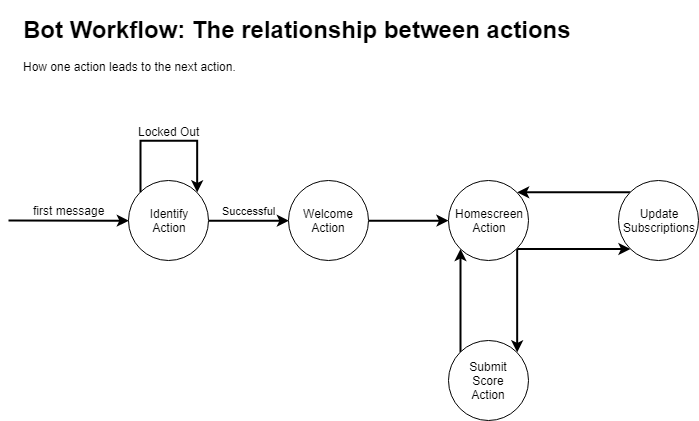 Bot Workflow: The relationship between actions
How one action leads to the next action.
Locked Out
first message
Identify
Action
Successful
Welcome
Action
Homescreen
Action
Update
Subscriptions
Submit
Score
Action